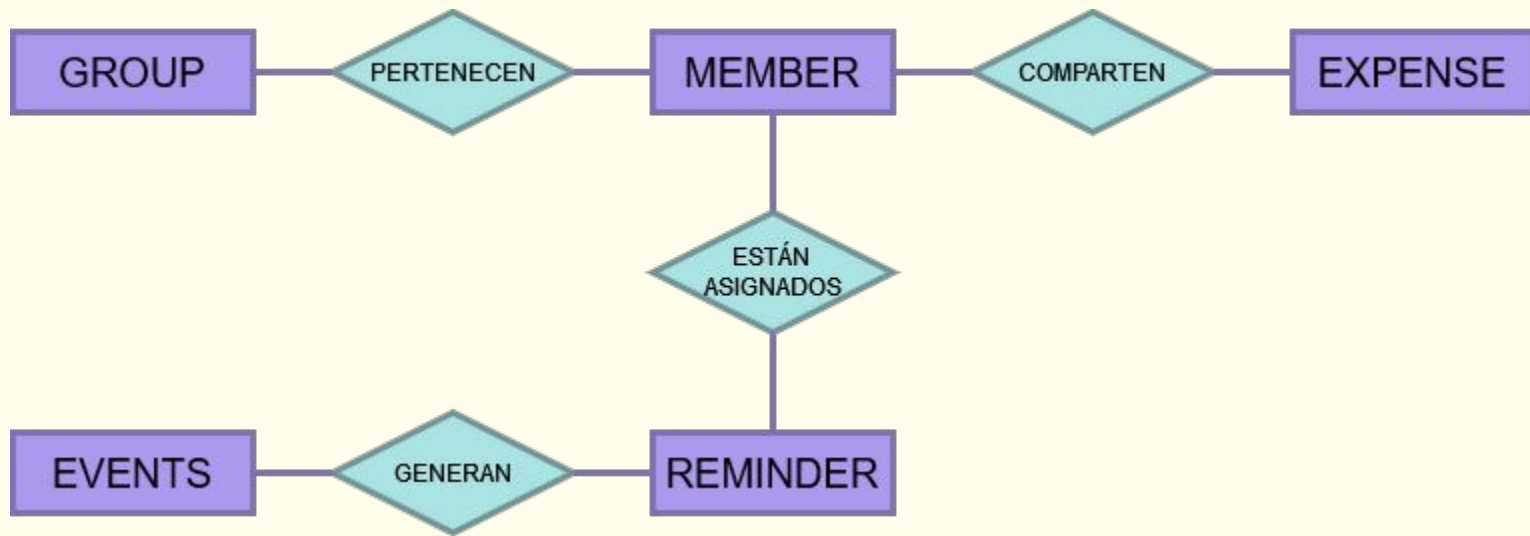 GROUP
PERTENECEN
MEMBER
COMPARTEN
EXPENSE
ESTÁN
ASIGNADOS
EVENTS
GENERAN
REMINDER